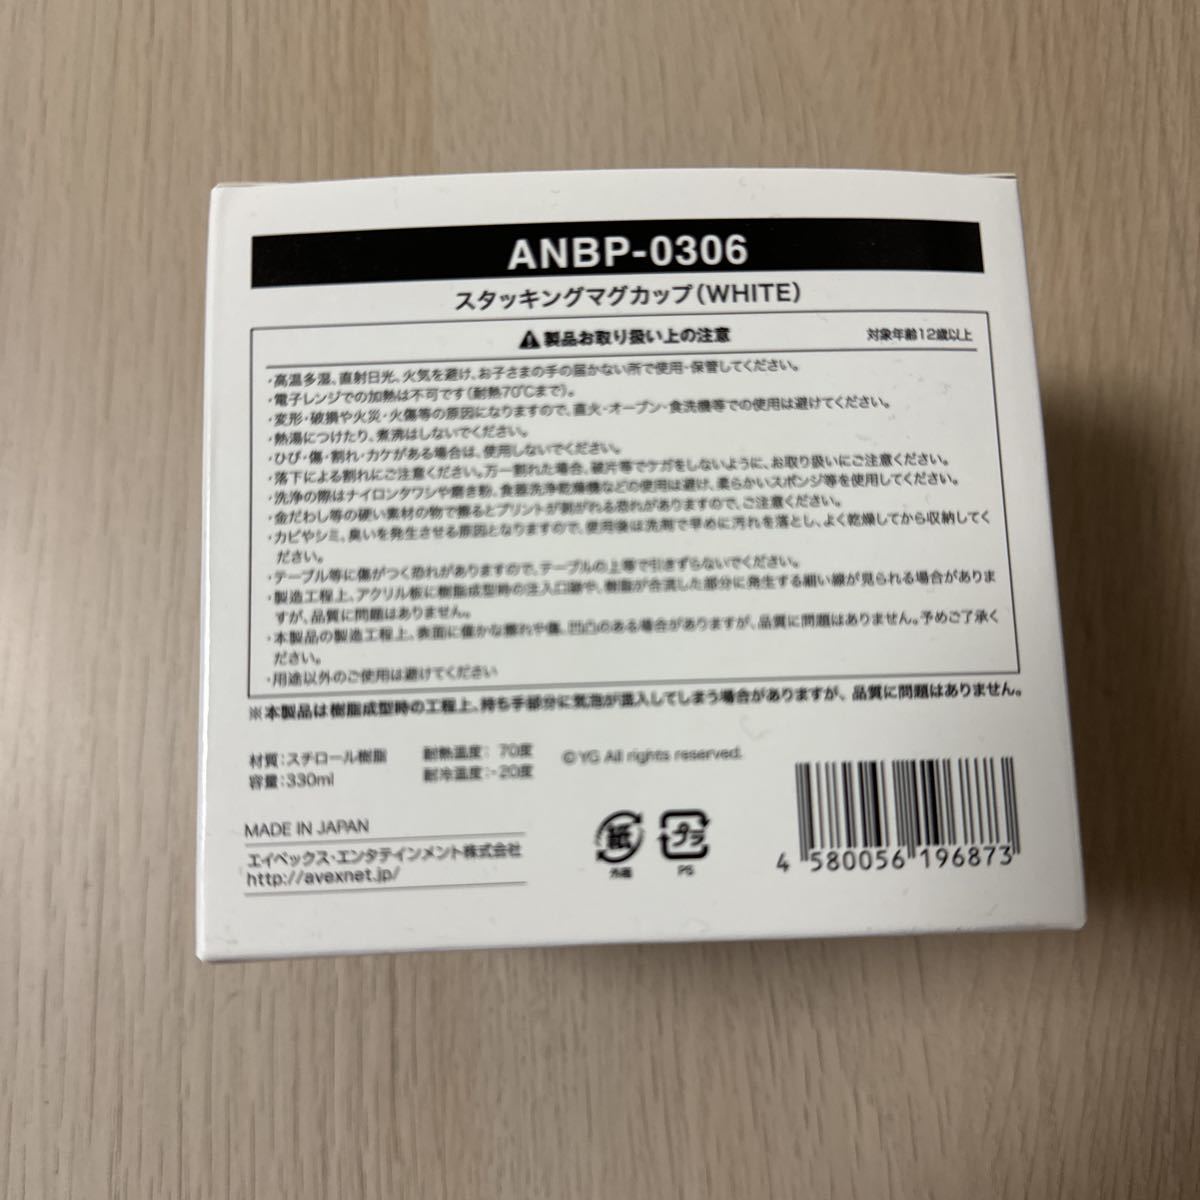 ANBP-0306
スタッキングマグカップ(WHITE)
⚠製品お取り扱い上の注意 対象年齢12歳以上
・高温多湿、直射日光、火気を避け、お子さまの手の届かない所で使用・保管してください。
・電子レンジでの加熱は不可です(耐熱70℃まで)。
・変形・破損や火災・火傷等の原因になりますので、直火・オーブン・食洗機等での使用は避けてください。
・熱湯につけたり、煮沸はしないでください。
・ひび・傷・割れ・カケがある場合は、使用しないでください。
・落下による割れにご注意ください。万一割れた場合、破片等でケガをしないように、お取り扱いにご注意ください。
・洗浄の際はナイロンタワシや磨き粉、食器洗浄乾燥機などの使用は避け、柔らかいスポンジ等を使用してください。
・金だわし等の硬い素材の物で擦るとプリントが剥がれる恐れがありますので、ご注意ください。
・カビやシミ、臭いを発生させる原因となりますので、使用後は洗剤で早めに汚れを落とし、よく乾燥してから収納してく
ださい。
・テーブル等に傷がつく恐れがありますので、テーブルの上等で引きずらないでください。
・製造工程上、アクリル板に樹脂成型時の注入口跡や、樹脂が合流した部分に発生する細い線が見られる場合がありま
すが、品質に問題はありません。
・本製品の製造工程上、表面に僅かな擦れや傷、凹凸のある場合がありますが、品質に問題はありません。予めご了承く
ださい。
・用途以外のご使用は避けてください
※本製品は樹脂成型時の工程上、持ち手部分に気泡が混入してしまう場合がありますが、品質に問題はありません。
材質:スチロール樹脂 耐熱温度: 70度 ©YG All rights reserved.
容量:330ml 耐冷温度:-20度
MADE IN JAPAN
エイベックス・エンタテインメント株式会社
http://avexnet.jp/
紙 プラ
外箱 PS
4 580056 196873